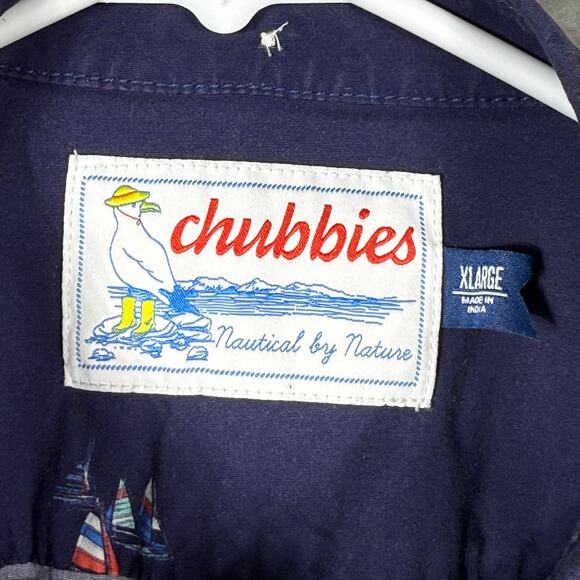 chubbies
Nautical by Nature
XLARGE
MADE IN
INDIA